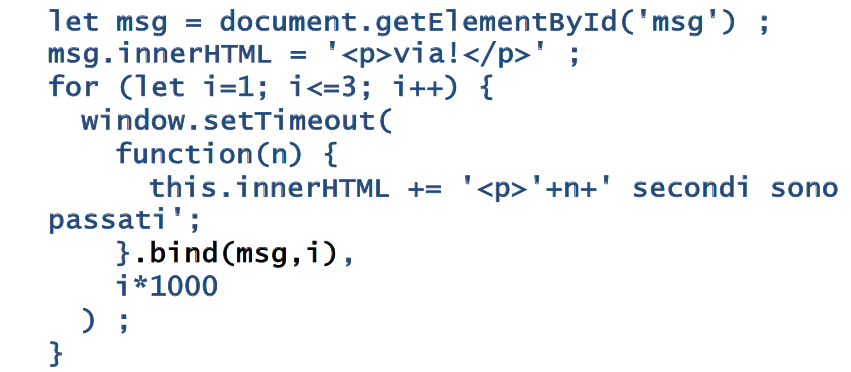 let msg = document.getElementById('msg') ;
msg.innerHTML = '<p>via!</p>' ;
for (let i=1; i<=3; i++) {
  window.setTimeout(
    function(n) {
      this.innerHTML += '<p>'+n+' secondi sono
passati';
    }.bind(msg,i),
    i*1000
  ) ;
}